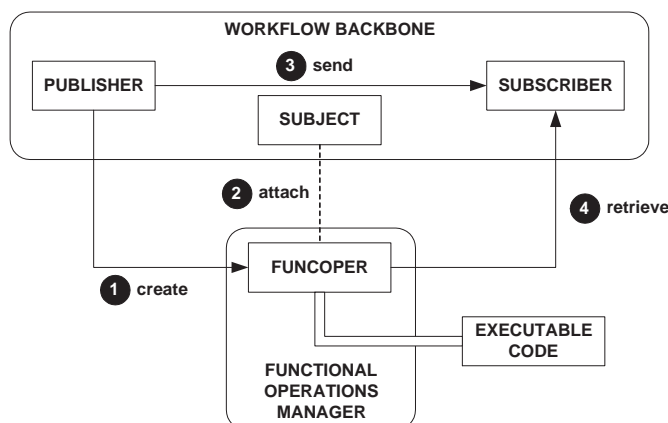 WORKFLOW BACKBONE
3 send
PUBLISHER
SUBSCRIBER
SUBJECT
2 attach
4 retrieve
FUNCOPER
1 create
EXECUTABLE
CODE
FUNCTIONAL
OPERATIONS
MANAGER